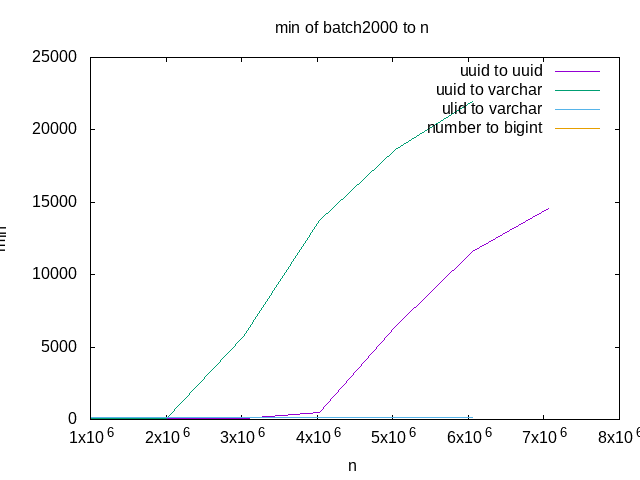 min of batch2000 to n
25000
20000
15000
10000
5000
0
min
uuid to uuid
uuid to varchar
ulid to varchar
number to bigint
1x10 6 2x10 6 3x10 6 4x10 6 5x10 6 6x10 6 7x10 6 8x10 6
n